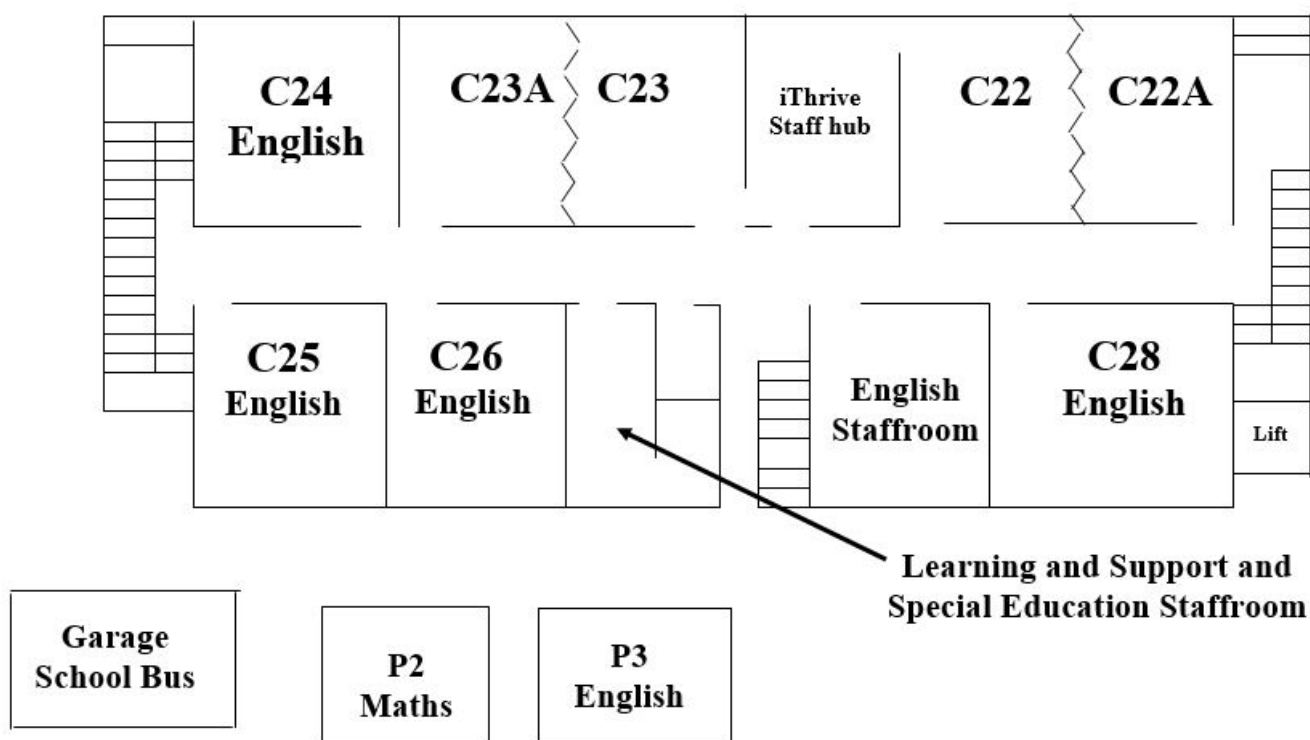 C24
English
C23A
C23
iThrive
Staff hub
C22
C22A
C25
English
C26
English
English
Staffroom
C28
English
Lift
Learning and Support and
Special Education Staffroom
Garage
School Bus
P2
Maths
P3
English